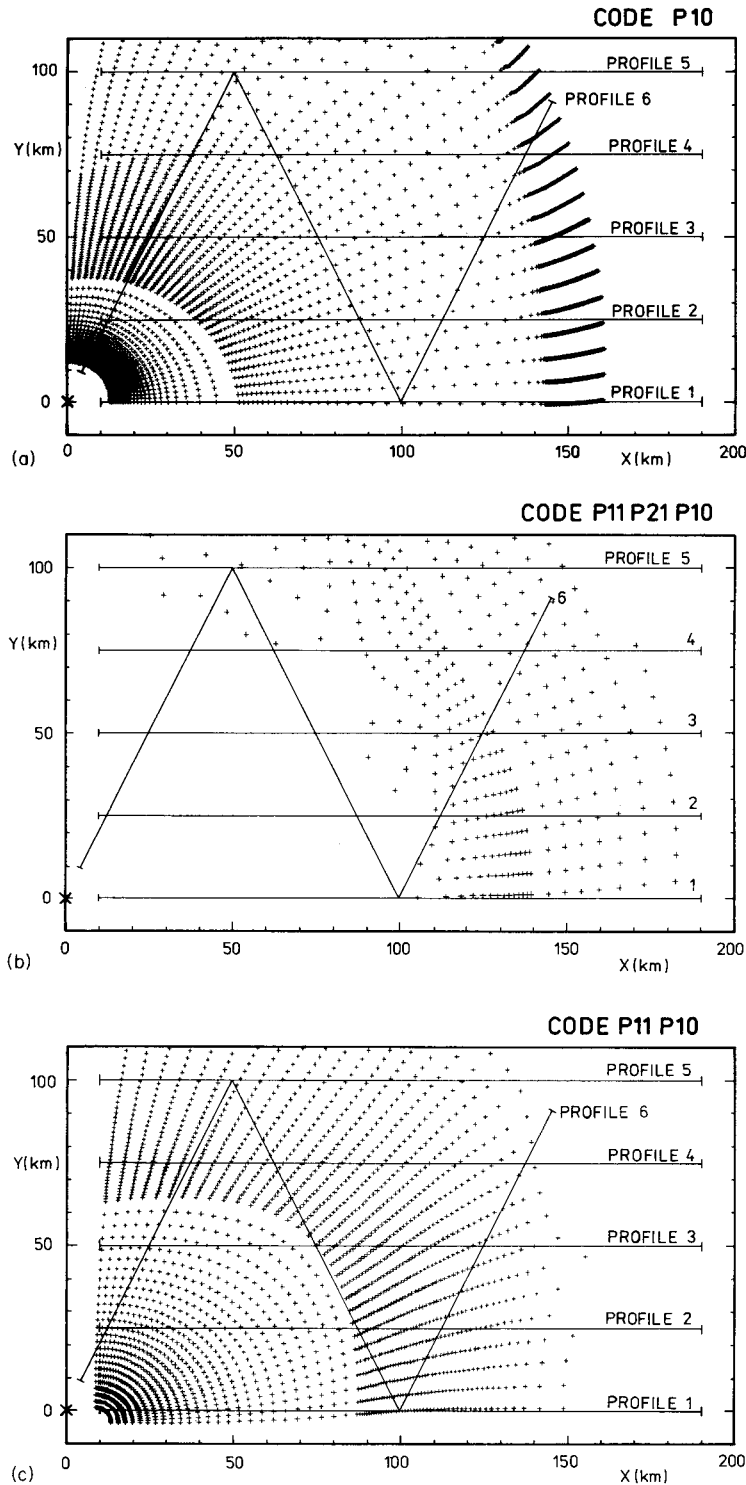 CODE P10
100
PROFILE 5
PROFILE 6
Y(km)
PROFILE 4
50
PROFILE 3
PROFILE 2
0
PROFILE 1
0 50 100 150 200
(a)
X(km)
CODE P11 P21 P10
100
PROFILE 5
6
Y(km)
4
50
3
2
0
1
0 50 100 150 200
(b)
X(km)
CODE P11 P10
100
PROFILE 5
PROFILE 6
Y(km)
PROFILE 4
50
PROFILE 3
PROFILE 2
0
PROFILE 1
0 50 100 150 200
(c)
X(km)